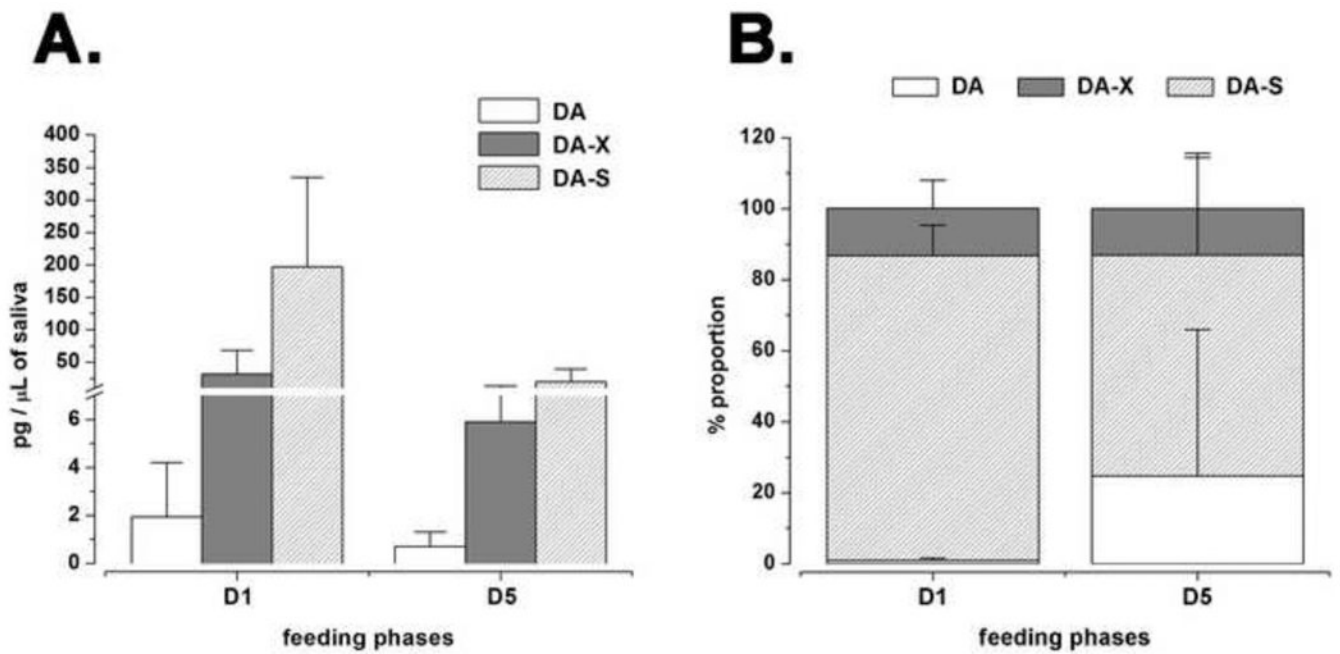 A.
DA
DA-X
DA-S
400
350
300
250
200
150
100
50
6
4
2
0
pg / μL of saliva
D1 D5
feeding phases
B.
DA DA-X DA-S
120
100
80
60
40
20
0
% proportion
D1 D5
feeding phases